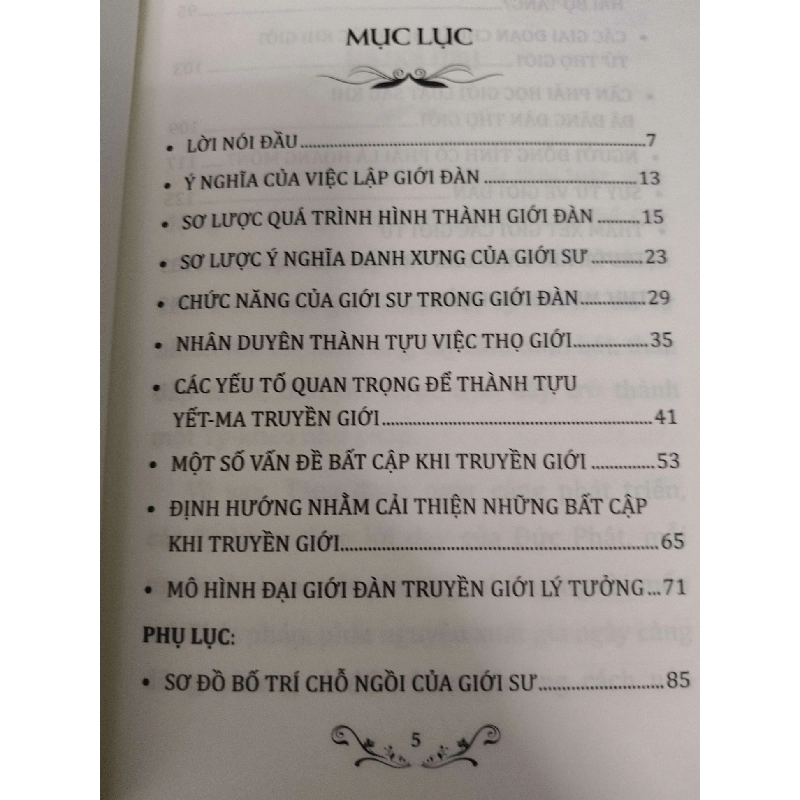 MỤC LỤC
• LỜI NÓI ĐẦU 7
• Ý NGHĨA CỦA VIỆC LẬP GIỚI ĐÀN 13
• SƠ LƯỢC QUÁ TRÌNH HÌNH THÀNH GIỚI ĐÀN 15
• SƠ LƯỢC Ý NGHĨA DANH XƯNG CỦA GIỚI SƯ 23
• CHỨC NĂNG CỦA GIỚI SƯ TRONG GIỚI ĐÀN 29
• NHÂN DUYÊN THÀNH TỰU VIỆC THỌ GIỚI 35
• CÁC YẾU TỐ QUAN TRỌNG ĐỂ THÀNH TỰU
YẾT-MA TRUYỀN GIỚI 41
• MỘT SỐ VẤN ĐỀ BẤT CẬP KHI TRUYỀN GIỚI 53
• ĐỊNH HƯỚNG NHẰM CẢI THIỆN NHỮNG BẤT CẬP
KHI TRUYỀN GIỚI 65
• MÔ HÌNH ĐẠI GIỚI ĐÀN TRUYỀN GIỚI LÝ TƯỞNG 71
PHỤ LỤC:
• SƠ ĐỒ BỐ TRÍ CHỖ NGỒI CỦA GIỚI SƯ 85
5